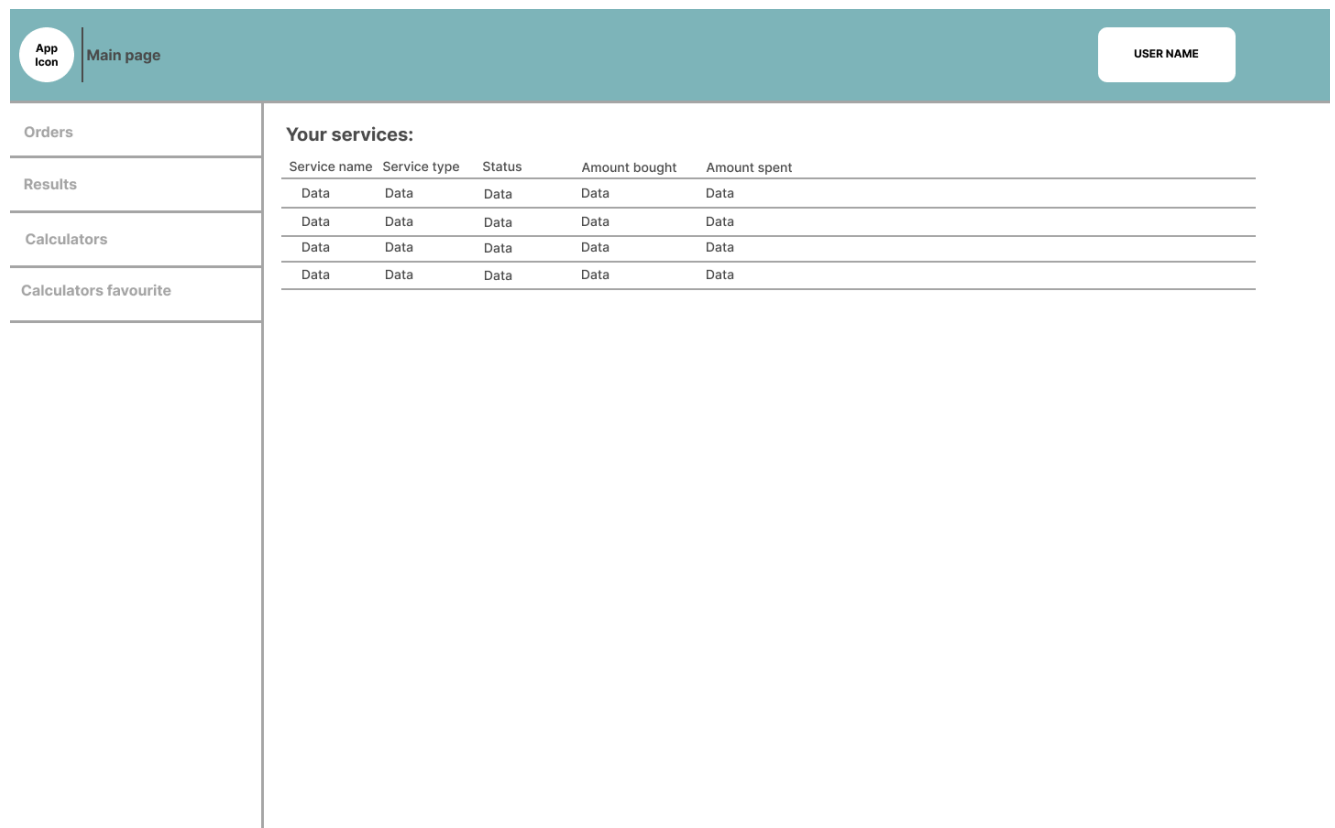 App
Icon
Main page
USER NAME
Orders
Results
Calculators
Calculators favourite
Your services:
Service name Service type Status Amount bought Amount spent
Data Data Data Data Data
Data Data Data Data Data
Data Data Data Data Data
Data Data Data Data Data